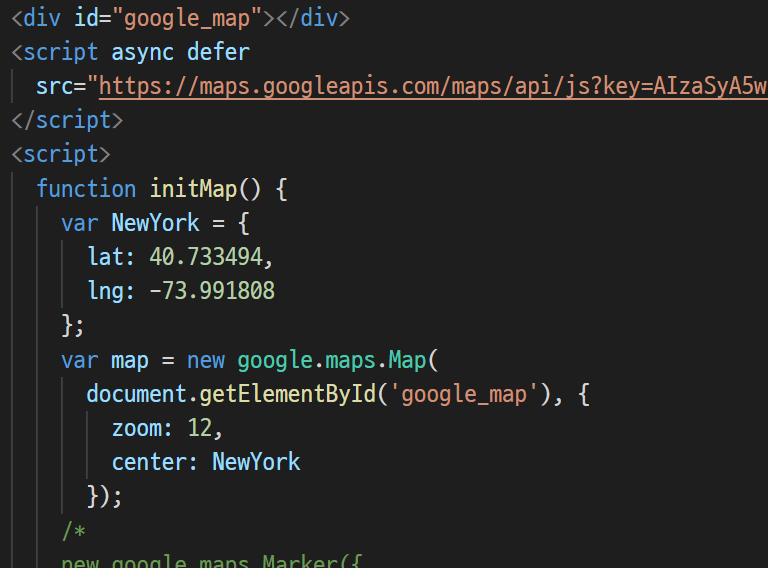 <div id="google_map"></div>
<script async defer
src="https://maps.googleapis.com/maps/api/js?key=AIzaSyA5w
</script>
<script>
function initMap() {
var NewYork = {
lat: 40.733494,
lng: -73.991808
};
var map = new google.maps.Map(
document.getElementById('google_map'), {
zoom: 12,
center: NewYork
});
/*
new google.maps.Marker({